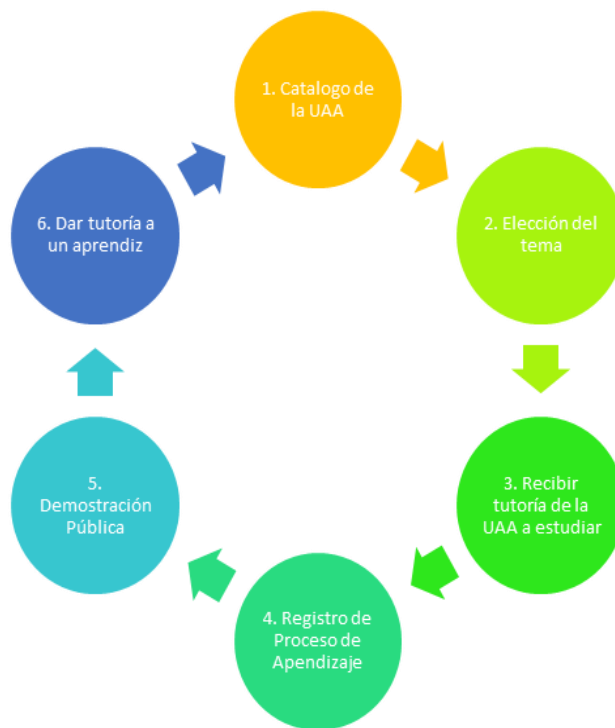 1. Catalogo de
la UAA
2. Elección del
tema
3. Recibir
tutoría de la
UAA a estudiar
4. Registro de
Proceso de
Apendizaje
5.
Demostración
Pública
6. Dar tutoría a
un aprendiz